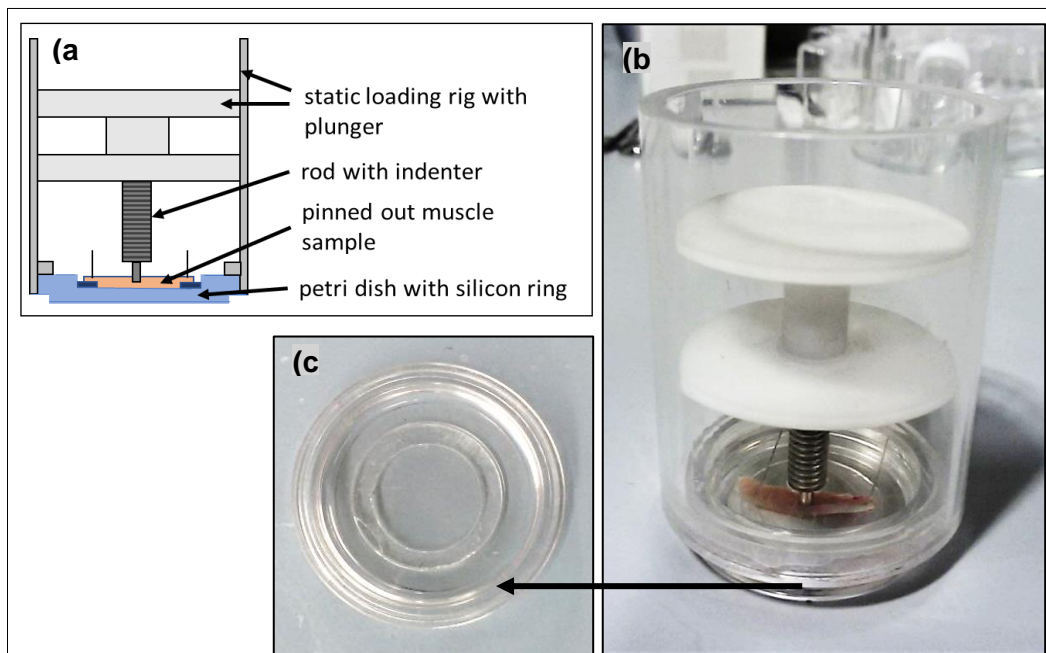 (a
static loading rig with
plunger
rod with indenter
pinned out muscle
sample
petri dish with silicon ring
(b
(c